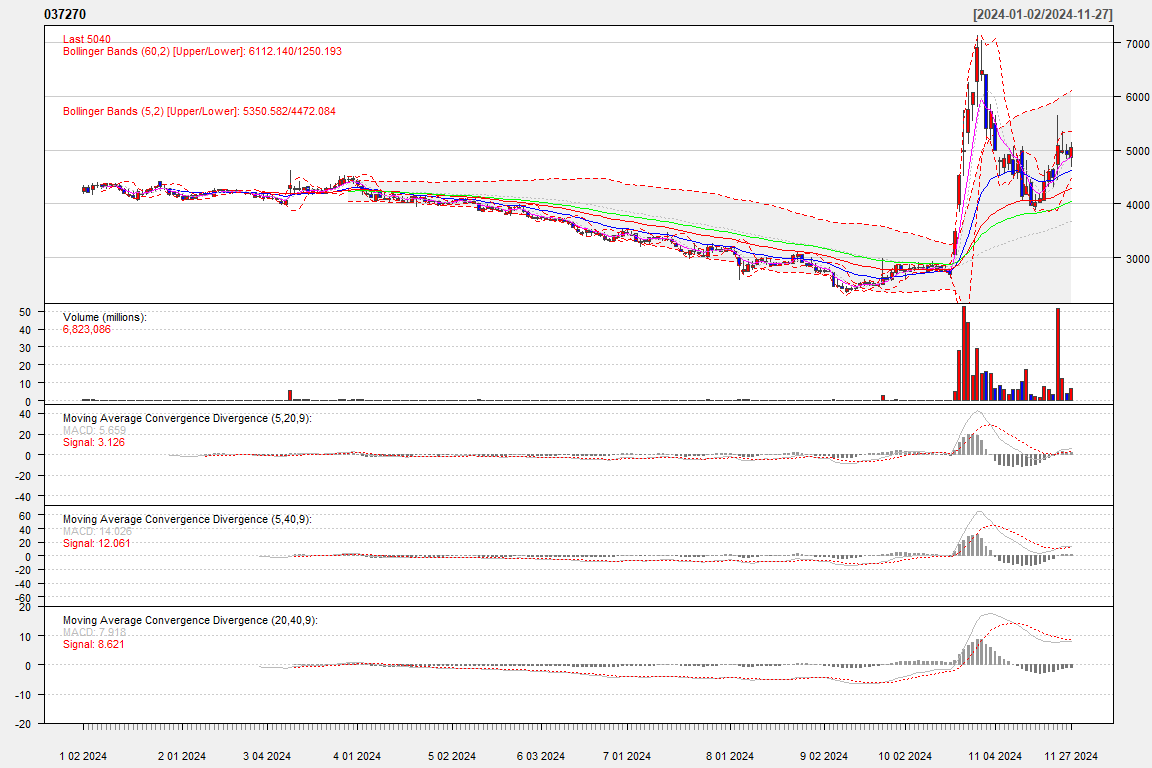 037270 [2024-01-02/2024-11-27]
Last 5040
Bollinger Bands (60,2) [Upper/Lower]: 6112.140/1250.193
Bollinger Bands (5,2) [Upper/Lower]: 5350.582/4472.084
7000
6000
5000
4000
3000
Volume (millions):
6,823,086
50
40
30
20
10
0
Moving Average Convergence Divergence (5,20,9):
MACD: 5.659
Signal: 3.126
40
20
0
-20
-40
Moving Average Convergence Divergence (5,40,9):
MACD: 14.026
Signal: 12.061
60
40
20
0
-20
-40
-60
Moving Average Convergence Divergence (20,40,9):
MACD: 7.918
Signal: 8.621
20
10
0
-10
-20
1 02 2024 2 01 2024 3 04 2024 4 01 2024 5 02 2024 6 03 2024 7 01 2024 8 01 2024 9 02 2024 10 02 2024 11 04 2024 11 27 2024